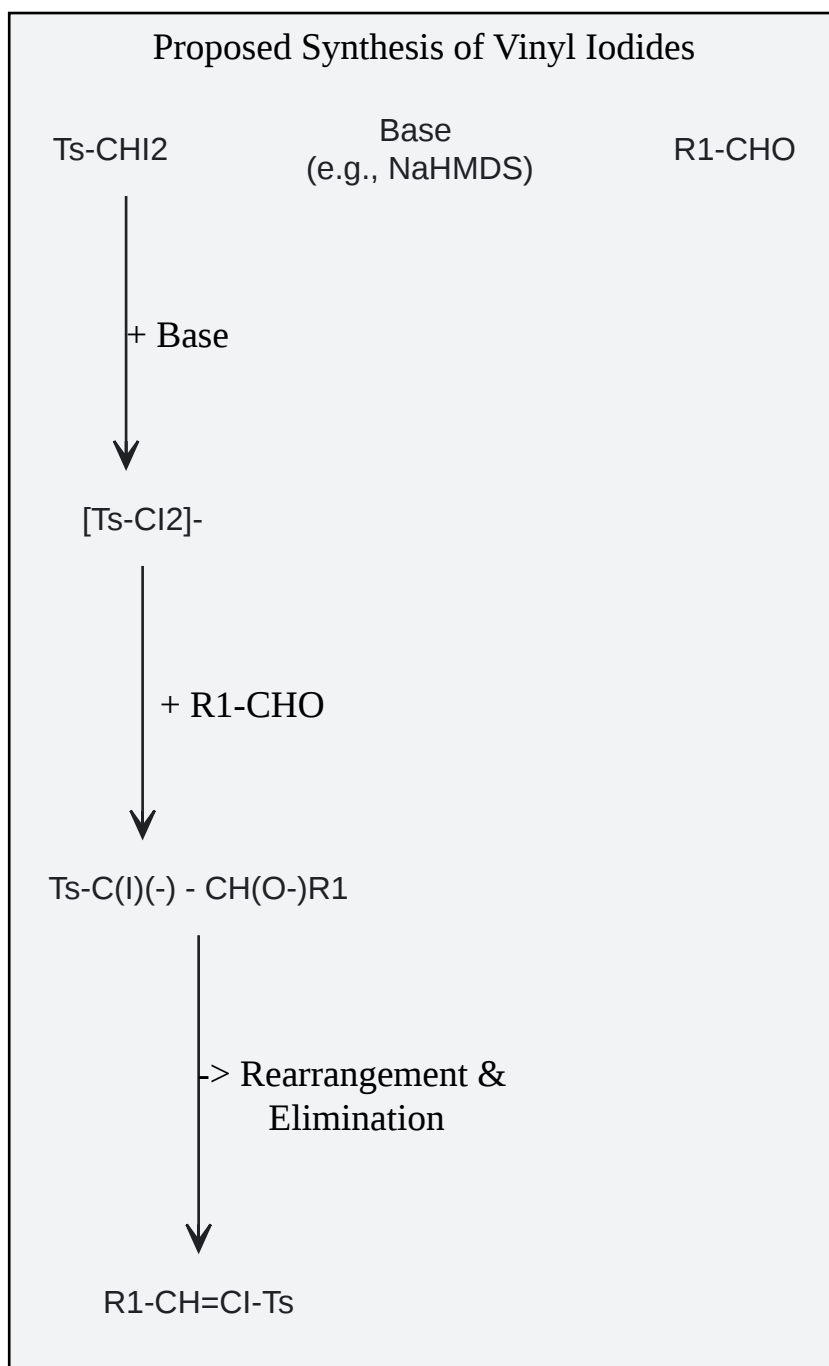 Proposed Synthesis of Vinyl Iodides
Ts-CHI2
Base
(e.g., NaHMDS)
R1-CHO
+ Base
[Ts-CI2]-
+ R1-CHO
Ts-C(I)(-) - CH(O-)R1
-> Rearrangement &
Elimination
R1-CH=CI-Ts